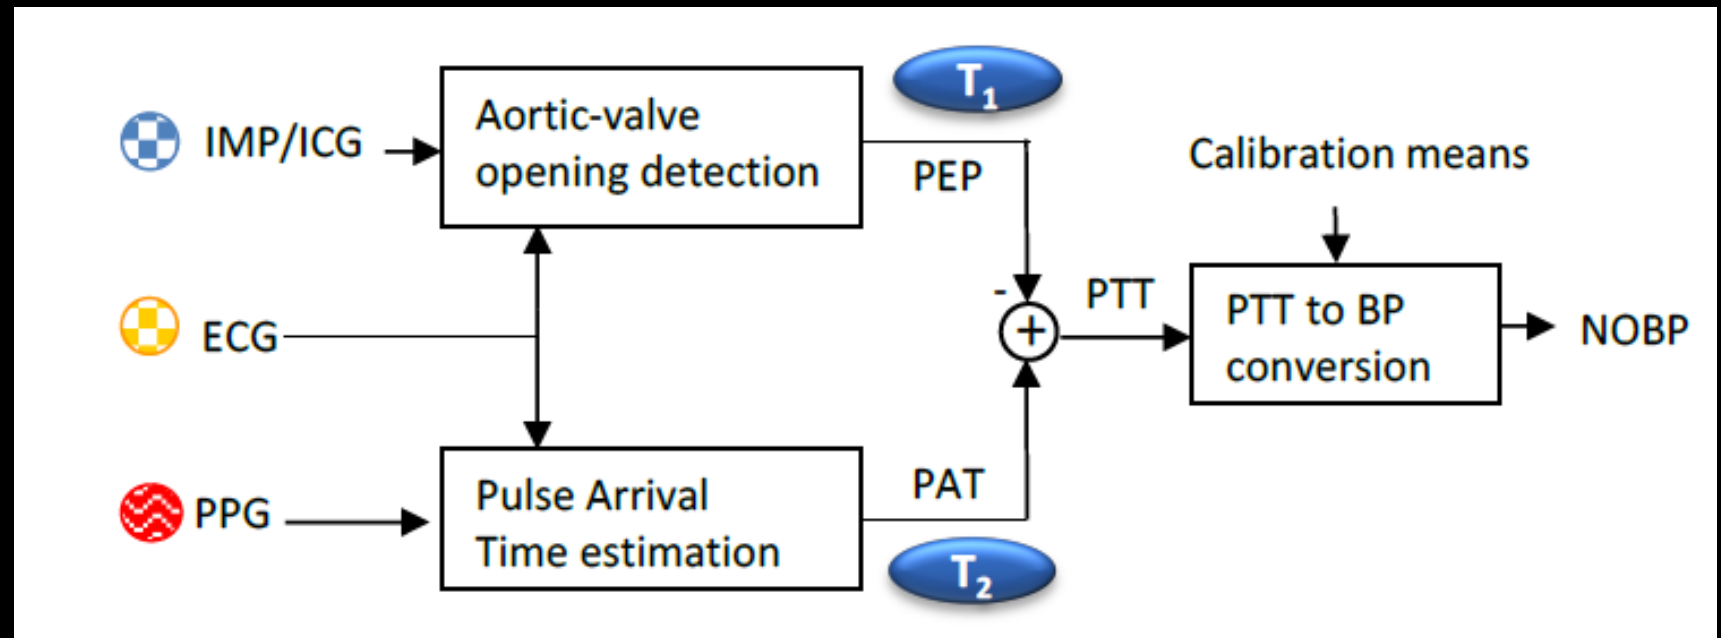 T1
Aortic-valve
opening detection
IMP/ICG
PEP
Calibration means
-
+
PTT
PTT to BP
conversion
NOBP
ECG
PAT
Pulse Arrival
Time estimation
PPG
T2